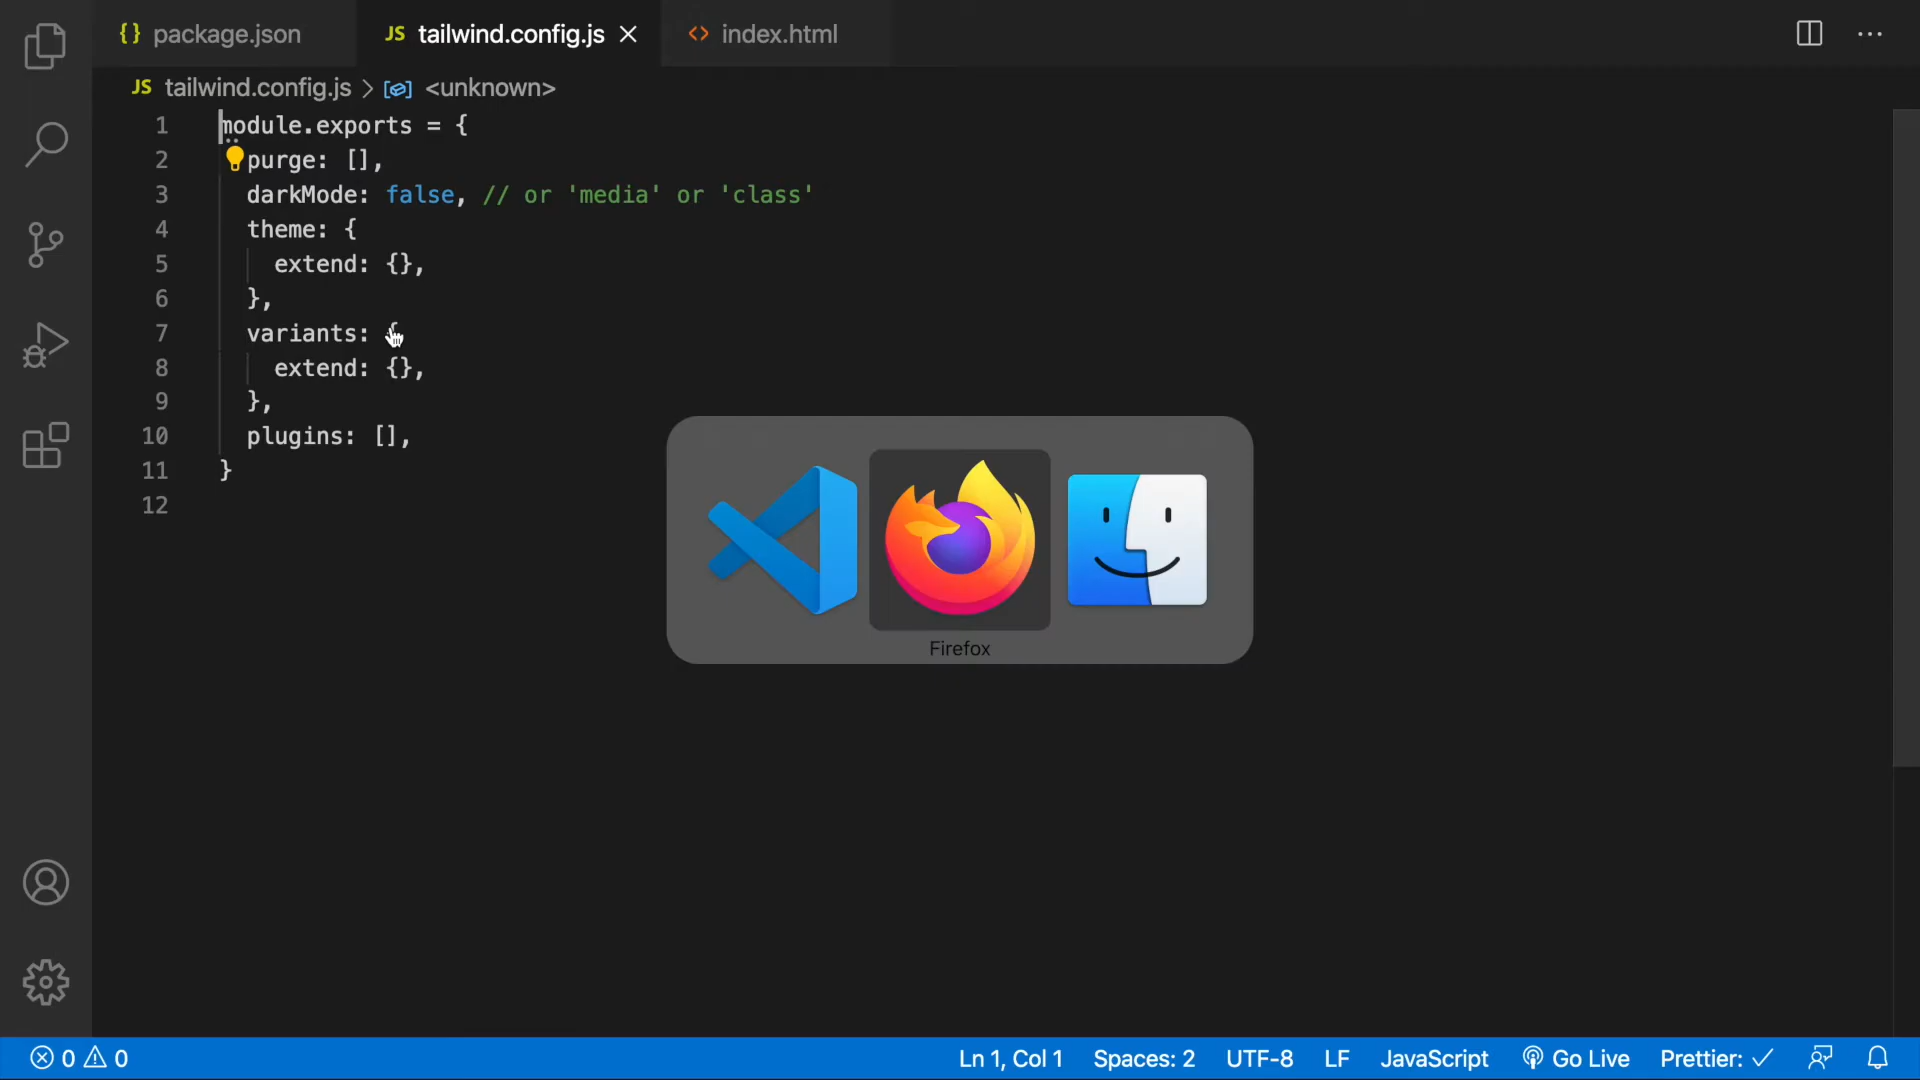 {} package.json
JS tailwind.config.js
<> index.html
JS tailwind.config.js > <unknown>
1 module.exports = {
2 purge: [],
3 darkMode: false, // or 'media' or 'class'
4 theme: {
5 extend: {},
6 },
7 variants: {
8 extend: {},
9 },
10 plugins: [],
11 }
12
Firefox
0 0
Ln 1, Col 1
Spaces: 2
UTF-8
LF
JavaScript
Go Live
Prettier: ✓